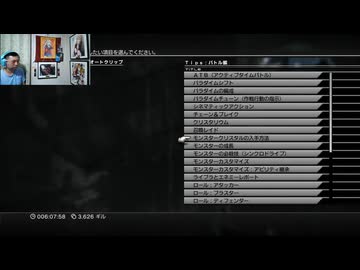 したい項目を選んでください。
オートクリップ
Tips:バトル編
ATB(アクティブタイムバトル)
パラダイムシフト
パラダイムの編成
パラダイムチューン(作戦行動の指示)
シネマティックアクション
チェーン&ブレイク
クリスタリウム
召喚レイド
モンスタークリスタルの入手方法
モンスターの成長
モンスターの必殺技(シンクロドライブ)
モンスターカスタマイズ
モンスターカスタマイズ:アビリティ継承
ライブラとエネミーレポート
ロール:アタッカー
ロール:ブラスター
ロール:ディフェンダー
006:07:58
3,626 ギル